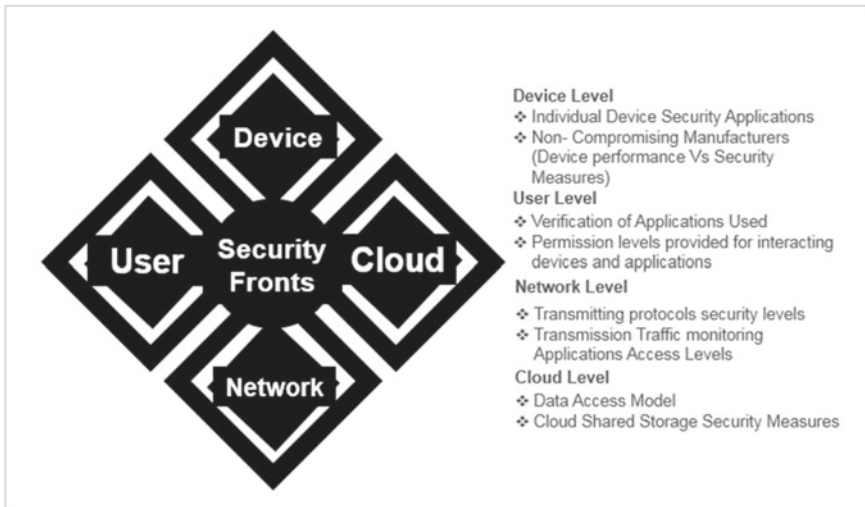 Device
User
Security
Fronts
Cloud
Network
Device Level
❖ Individual Device Security Applications
❖ Non- Compromising Manufacturers
(Device performance Vs Security
Measures)
User Level
❖ Verification of Applications Used
❖ Permission levels provided for interacting
devices and applications
Network Level
❖ Transmitting protocols security levels
❖ Transmission Traffic monitoring
Applications Access Levels
Cloud Level
❖ Data Access Model
❖ Cloud Shared Storage Security Measures